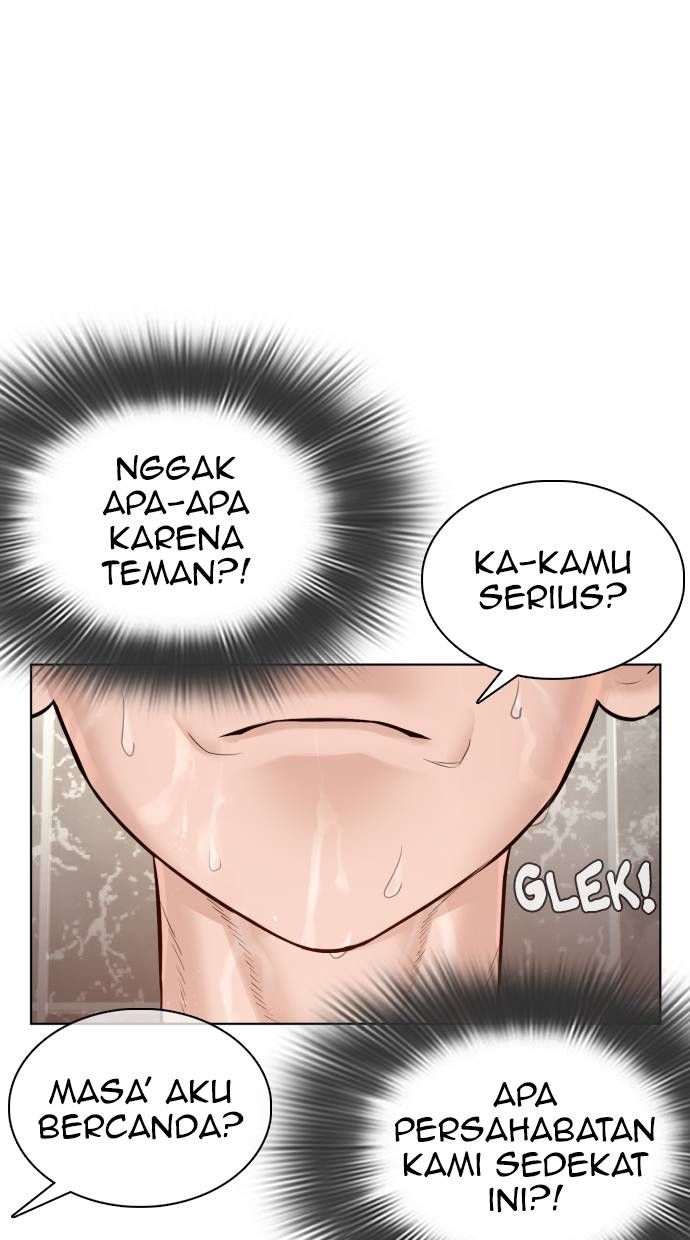 NGGAK
APA-APA
KARENA
TEMAN?!
KA-KAMU
SERIUS?
GLEK!
MASA' AKU
BERCANDA?
APA
PERSAHABATAN
KAMI SEDEKAT
INI?!